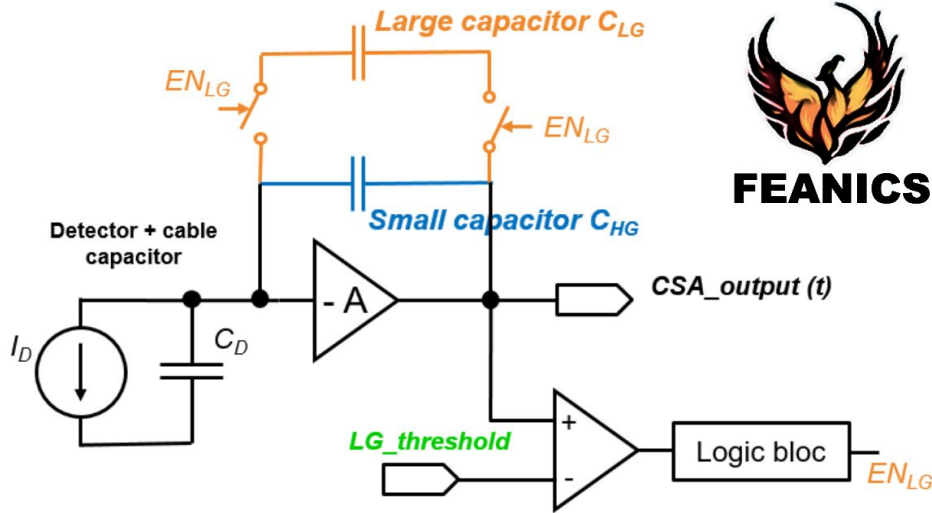 Large capacitor CLG
ENLG
ENLG
FEANICS
Small capacitor CHG
Detector + cable
capacitor
- A
CSA_output (t)
ID
CD
LG_threshold
+
-
Logic bloc
ENLG